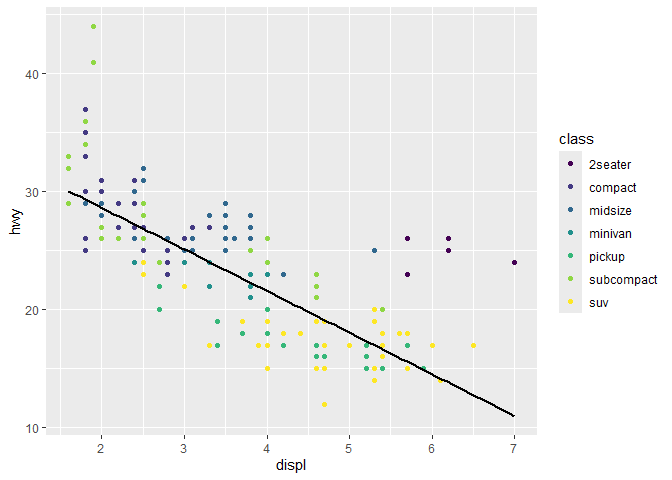 hwy
40
30
20
10
2
3
4
5
6
7
displ
class
2seater
compact
midsize
minivan
pickup
subcompact
suv